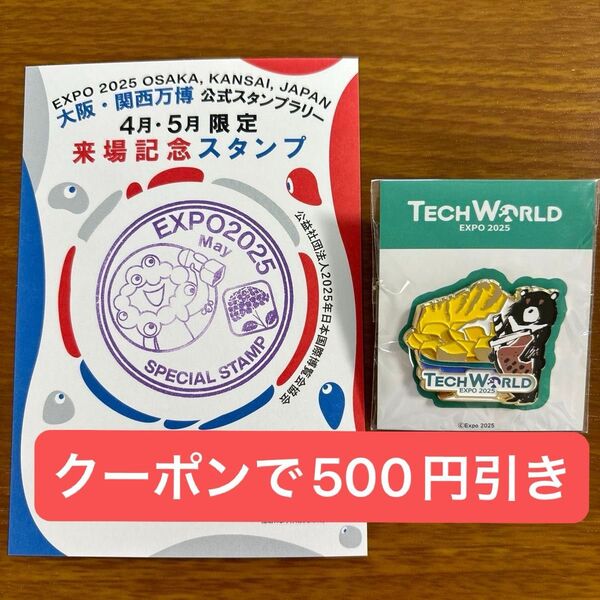 EXPO 2025 OSAKA, KANSAI, JAPAN
大阪・関西万博 公式スタンプラリー
4月・5月 限定
来場記念スタンプ
EXPO2025
May
SPECIAL STAMP
公益社団法人2025年日本国際博覧会協会
TECHWORLD
EXPO 2025
TECHWORLD
EXPO 2025
©Expo 2025
クーポンで500円引き